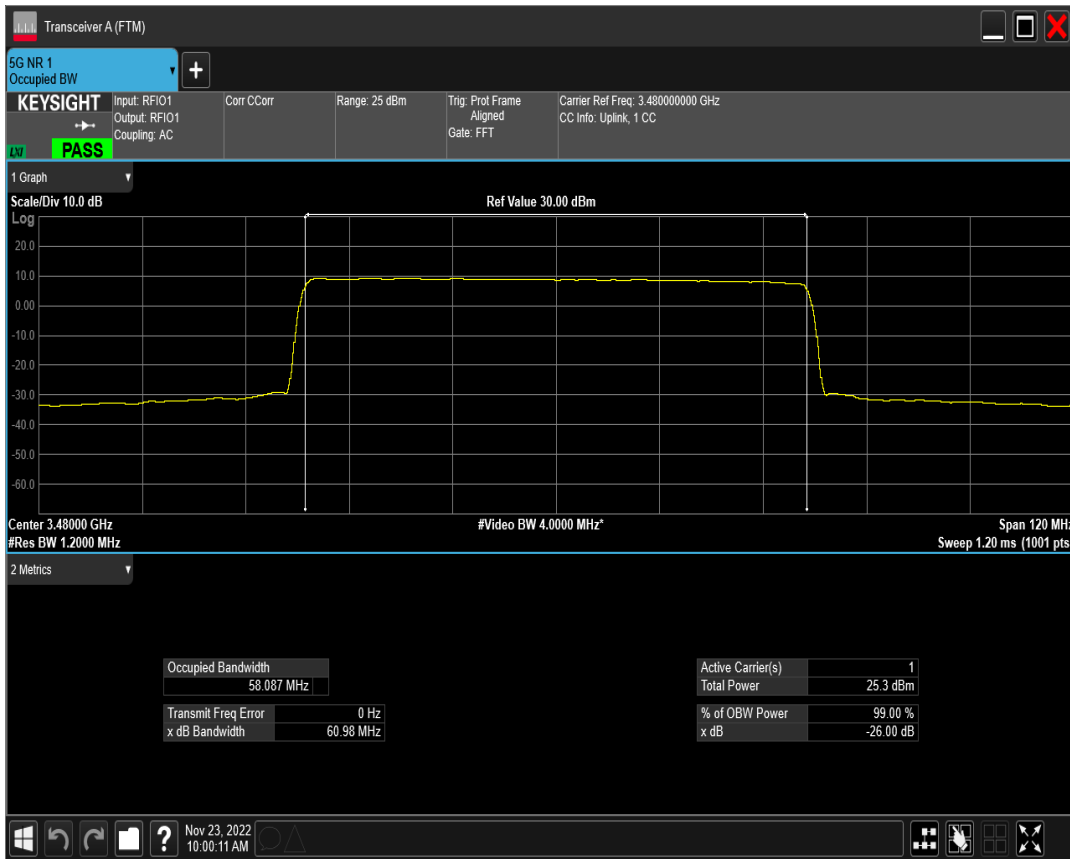 Transceiver A (FTM)
5G NR 1
Occupied BW
+
KEYSIGHT
LXI
PASS
Input: RFIO1
Output: RFIO1
Coupling: AC
Corr CCorr
Range: 25 dBm
Trig: Prot Frame
Aligned
Gate: FFT
Carrier Ref Freq: 3.480000000 GHz
CC Info: Uplink, 1 CC
1 Graph
Scale/Div 10.0 dB
Ref Value 30.00 dBm
Log
20.0
10.0
0.00
-10.0
-20.0
-30.0
-40.0
-50.0
-60.0
Center 3.48000 GHz
#Video BW 4.0000 MHz*
Span 120 MHz
#Res BW 1.2000 MHz
Sweep 1.20 ms (1001 pts
2 Metrics
Occupied Bandwidth
58.087 MHz
Transmit Freq Error 0 Hz
x dB Bandwidth 60.98 MHz
Active Carrier(s) 1
Total Power 25.3 dBm
% of OBW Power 99.00 %
x dB -26.00 dB
?
Nov 23, 2022
10:00:11 AM